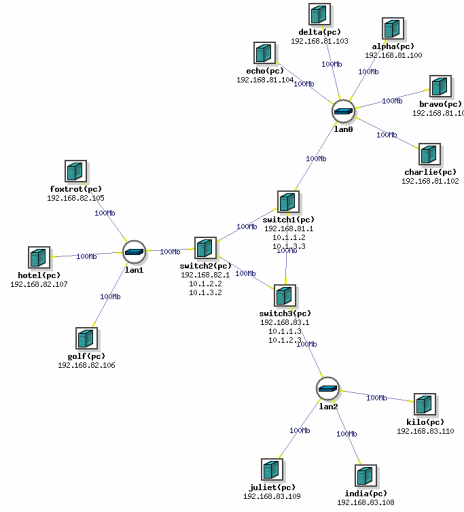 delta(pc)
192.168.81.103
alpha(pc)
192.168.81.100
echo(pc)
192.168.81.104
100Mb
100Mb
100Mb
bravo(pc)
192.168.81.10
100Mb
lan0
100Mb
charlie(pc)
192.168.81.102
100Mb
foxtrot(pc)
192.168.82.105
100Mb
switch1(pc)
192.168.81.1
10.1.1.2
10.1.3.3
100Mb
100Mb
100Mb
hotel(pc)
192.168.82.107
100Mb
lan1
100Mb
switch2(pc)
192.168.82.1
10.1.2.2
10.1.3.2
100Mb
100Mb
switch3(pc)
192.168.83.1
10.1.1.3
10.1.2.3
100Mb
golf(pc)
192.168.82.106
lan2
100Mb
kilo(pc)
192.168.83.110
100Mb
100Mb
juliet(pc)
192.168.83.109
india(pc)
192.168.83.108